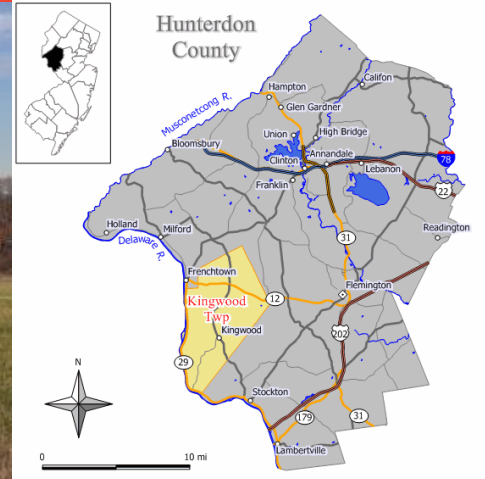 Hunterdon
County
Califon
Hampton
Glen Gardner
Musconetcong R.
Union
High Bridge
Bloomsbury
Annandale
Clinton
Lebanon
78
Franklin
22
Holland
Milford
Readington
31
Delaware R.
Frenchtown
Flemington
Kingwood
Twp
12
Kingwood
202
29
N
Stockton
179
31
Lambertville
0
10 mi